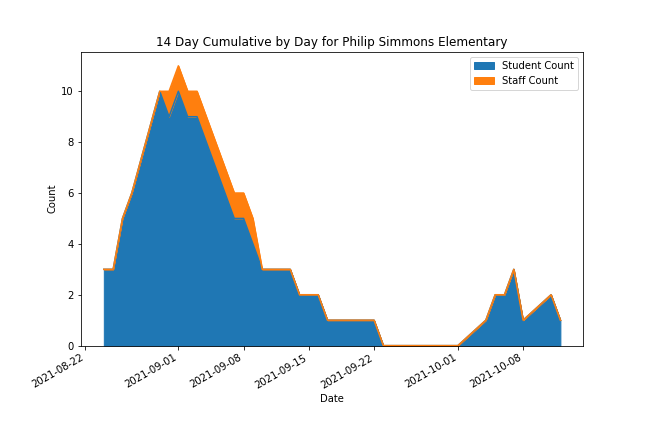 14 Day Cumulative by Day for Philip Simmons Elementary
Student Count
Staff Count
Count
10
8
6
4
2
0
2021-08-22
2021-09-01
2021-09-08
2021-09-15
2021-09-22
2021-10-01
2021-10-08
Date